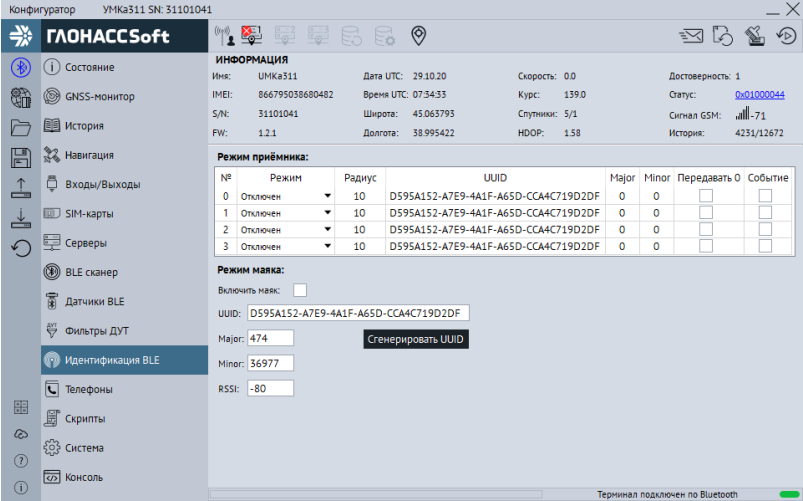 Конфигуратор УМКа311 SN: 31101041
ГЛОНАССSoft
Состояние
GNSS-монитор
История
Навигация
Входы/Выходы
SIM-карты
Серверы
BLE сканер
Датчики BLE
Фильтры ДУТ
Идентификация BLE
Телефоны
Скрипты
Система
Консоль
ИНФОРМАЦИЯ
Имя: УМКа311 Дата UTC: 29.10.20 Скорость: 0.0 Достоверность: 1
IMEI: 866795038680482 Время UTC: 07:34:33 Курс: 139.0 Статус: 0x01000044
S/N: 31101041 Широта: 45.063793 Спутники: 5/1 Сигнал GSM: -71
FW: 1.2.1 Долгота: 38.995422 HDOP: 1.58 История: 4231/12672
Режим приёмника:
№ Режим Радиус UUID Major Minor Передавать 0 Событие
0 Отключен 10 D595A152-A7E9-4A1F-A65D-CCA4C719D2DF 0 0
1 Отключен 10 D595A152-A7E9-4A1F-A65D-CCA4C719D2DF 0 0
2 Отключен 10 D595A152-A7E9-4A1F-A65D-CCA4C719D2DF 0 0
3 Отключен 10 D595A152-A7E9-4A1F-A65D-CCA4C719D2DF 0 0
Режим маяка:
Включить маяк:
UUID: D595A152-A7E9-4A1F-A65D-CCA4C719D2DF
Major: 474 Сгенерировать UUID
Minor: 36977
RSSI: -80
Терминал подключен по Bluetooth